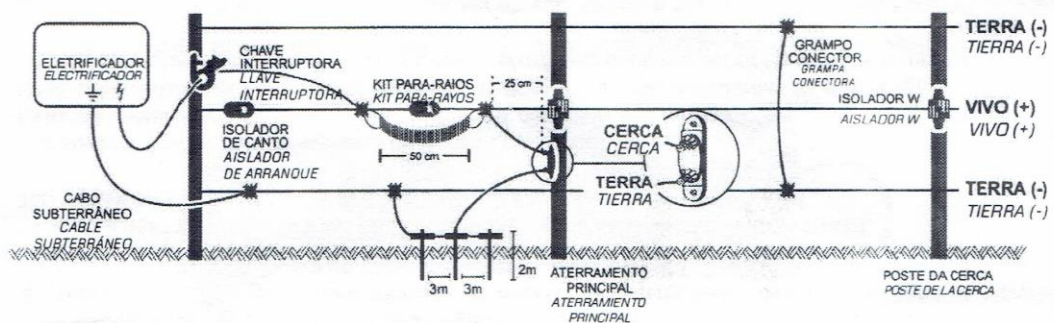 ELETRIFICADOR
ELECTRIFICADOR
CHAVE
INTERRUPTORA
LLAVE
INTERRUPTORA
ISOLADOR
DE CANTO
AISLADOR
DE ARRANQUE
CABO
SUBTERRÂNEO
CABLE
SUBTERRÂNEO
KIT PARA-RAIOS
KIT PARA-RAYOS
50 cm.
25 cm
3m
3m
2m
ATERRAMENTO
PRINCIPAL
ATERRAMIENTO
PRINCIPAL
CERCA
CERCA
TERRA
TIERRA
GRAMPO
CONECTOR
GRAMPA
CONECTORA
ISOLADOR W
AISLADOR W
TERRA (-)
TIERRA (-)
VIVO (+)
VIVO (+)
TERRA (-)
TIERRA (-)
POSTE DA CERCA
POSTE DE LA CERCA